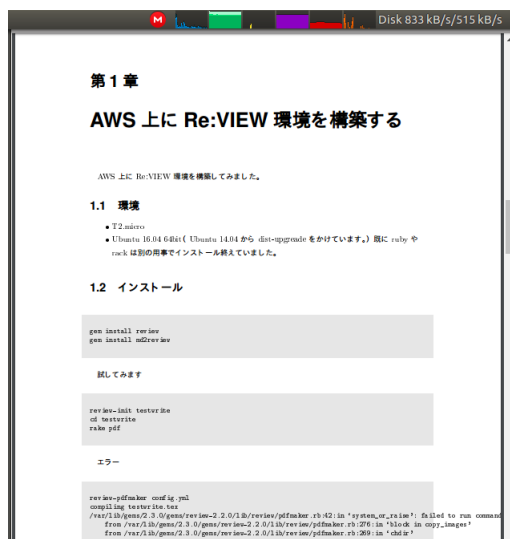 M
Disk 833 kB/s/515 kB/s
第 1 章
AWS 上に Re:VIEW 環境を構築する
AWS 上に Re:VIEW 環境を構築してみました。
1.1 環境
• T2.micro
• Ubuntu 16.04 64bit( Ubuntu 14.04 から dist-upgreade をかけています。) 既に ruby や
rack は別の用事でインストール終えていました。
1.2 インストール
gem install review
gem install md2review
試してみます
review-init testwrite
cd testwrite
rake pdf
エラー
review-pdfmaker config.yml
compiling testwrite.tex
/var/lib/gems/2.3.0/gems/review-2.2.0/lib/review/pdfmaker.rb:42:in 'system_or_raise': failed to run command
from /var/lib/gems/2.3.0/gems/review-2.2.0/lib/review/pdfmaker.rb:276:in 'block in copy_images'
from /var/lib/gems/2.3.0/gems/review-2.2.0/lib/review/pdfmaker.rb:269:in 'chdir'